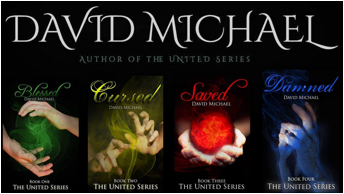 DAVID MICHAEL
AUTHOR OF THE UNITED SERIES
Blessed
DAVID MICHAEL
BOOK ONE
THE UNITED SERIES
Cursed
DAVID MICHAEL
BOOK TWO
THE UNITED SERIES
Saved
DAVID MICHAEL
BOOK THREE
THE UNITED SERIES
Damned
DAVID MICHAEL
BOOK FOUR
THE UNITED SERIES